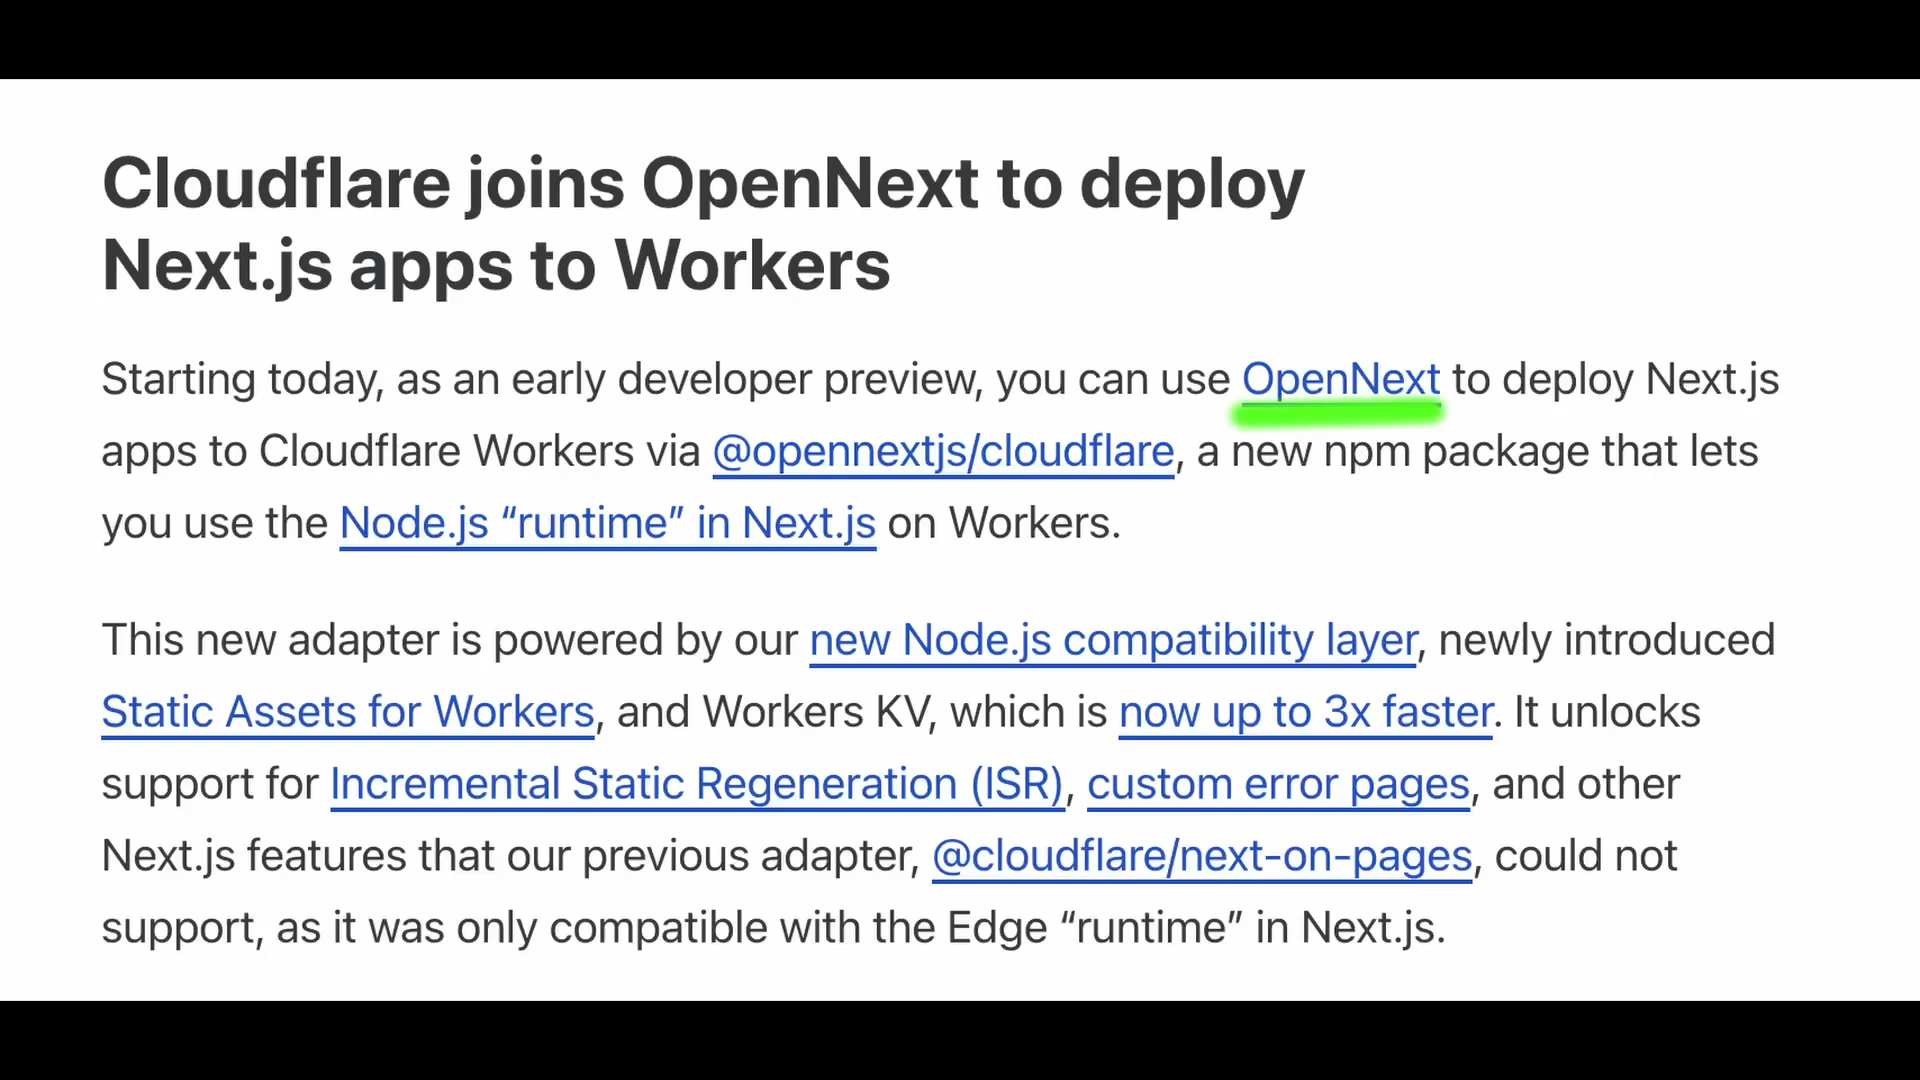 Cloudflare joins OpenNext to deploy
Next.js apps to Workers
Starting today, as an early developer preview, you can use OpenNext to deploy Next.js
apps to Cloudflare Workers via @opennextjs/cloudflare, a new npm package that lets
you use the Node.js “runtime” in Next.js on Workers.
This new adapter is powered by our new Node.js compatibility layer, newly introduced
Static Assets for Workers, and Workers KV, which is now up to 3x faster. It unlocks
support for Incremental Static Regeneration (ISR), custom error pages, and other
Next.js features that our previous adapter, @cloudflare/next-on-pages, could not
support, as it was only compatible with the Edge “runtime” in Next.js.